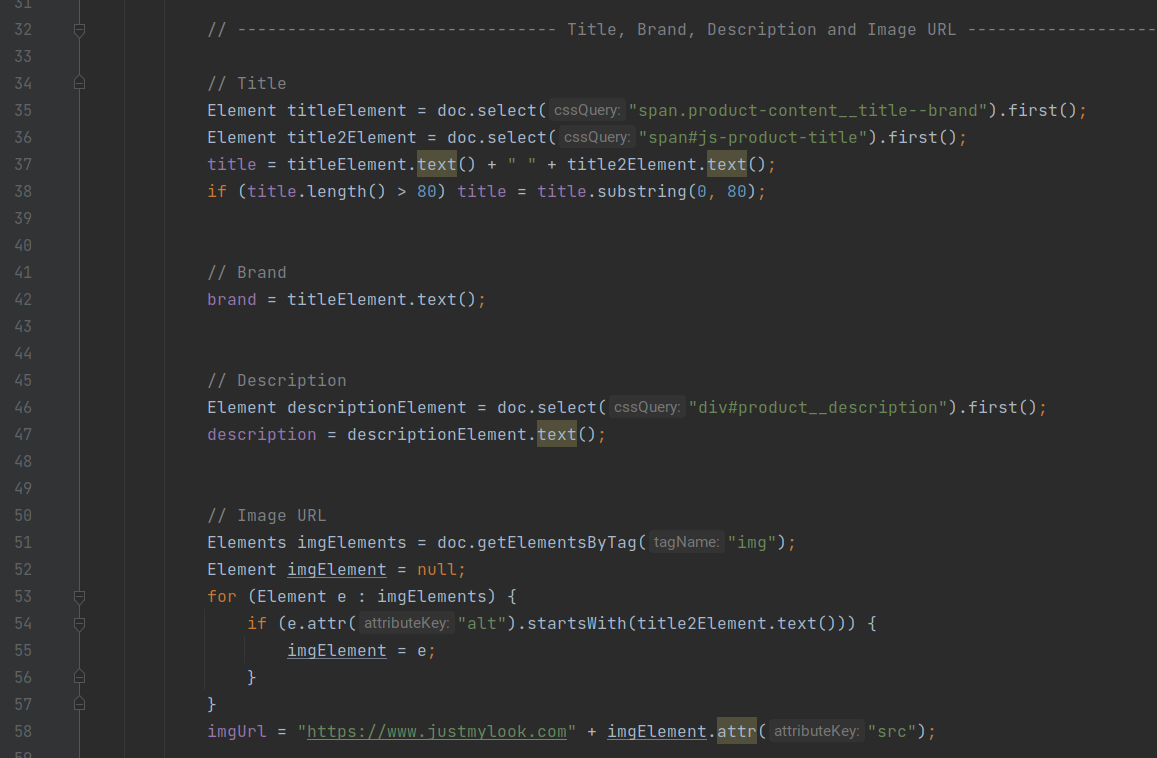 31
32 // -------------------------------- Title, Brand, Description and Image URL -------------------
33
34 // Title
35 Element titleElement = doc.select( cssQuery: "span.product-content__title--brand").first();
36 Element title2Element = doc.select( cssQuery: "span#js-product-title").first();
37 title = titleElement.text() + " " + title2Element.text();
38 if (title.length() > 80) title = title.substring(0, 80);
39
40
41 // Brand
42 brand = titleElement.text();
43
44
45 // Description
46 Element descriptionElement = doc.select( cssQuery: "div#product__description").first();
47 description = descriptionElement.text();
48
49
50 // Image URL
51 Elements imgElements = doc.getElementsByTag( tagName: "img");
52 Element imgElement = null;
53 for (Element e : imgElements) {
54 if (e.attr( attributeKey: "alt").startsWith(title2Element.text())) {
55 imgElement = e;
56 }
57 }
58 imgUrl = "https://www.justmylook.com" + imgElement.attr( attributeKey: "src");
59